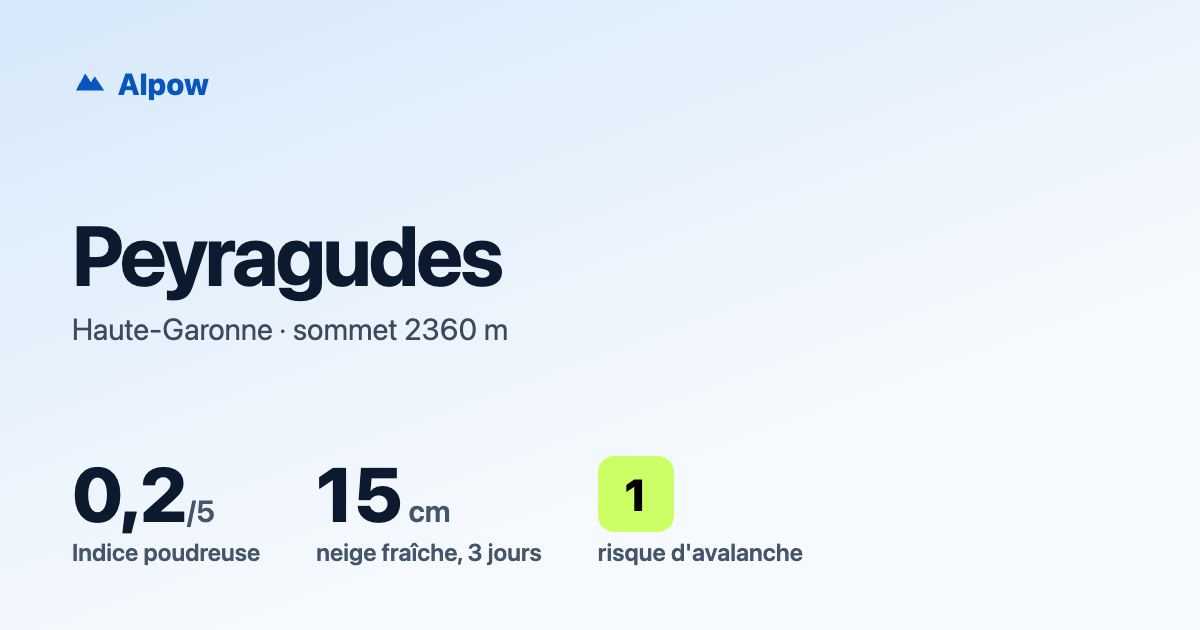 Alpow
Peyragudes
Haute-Garonne · sommet 2360 m
0,2/5
Indice poudreuse
15 cm
neige fraîche, 3 jours
1
risque d'avalanche